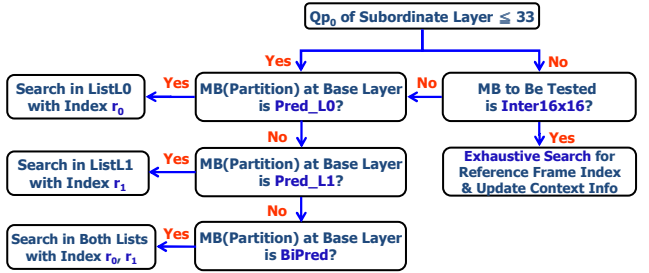 Qp0 of Subordinate Layer ≦ 33
Yes
No
Search in ListL0
with Index r0
Yes
MB(Partition) at Base Layer
is Pred_L0?
No
MB to Be Tested
is Inter16x16?
No
Yes
Search in ListL1
with Index r1
Yes
MB(Partition) at Base Layer
is Pred_L1?
Exhaustive Search for
Reference Frame Index
& Update Context Info
No
Search in Both Lists
with Index r0, r1
Yes
MB(Partition) at Base Layer
is BiPred?